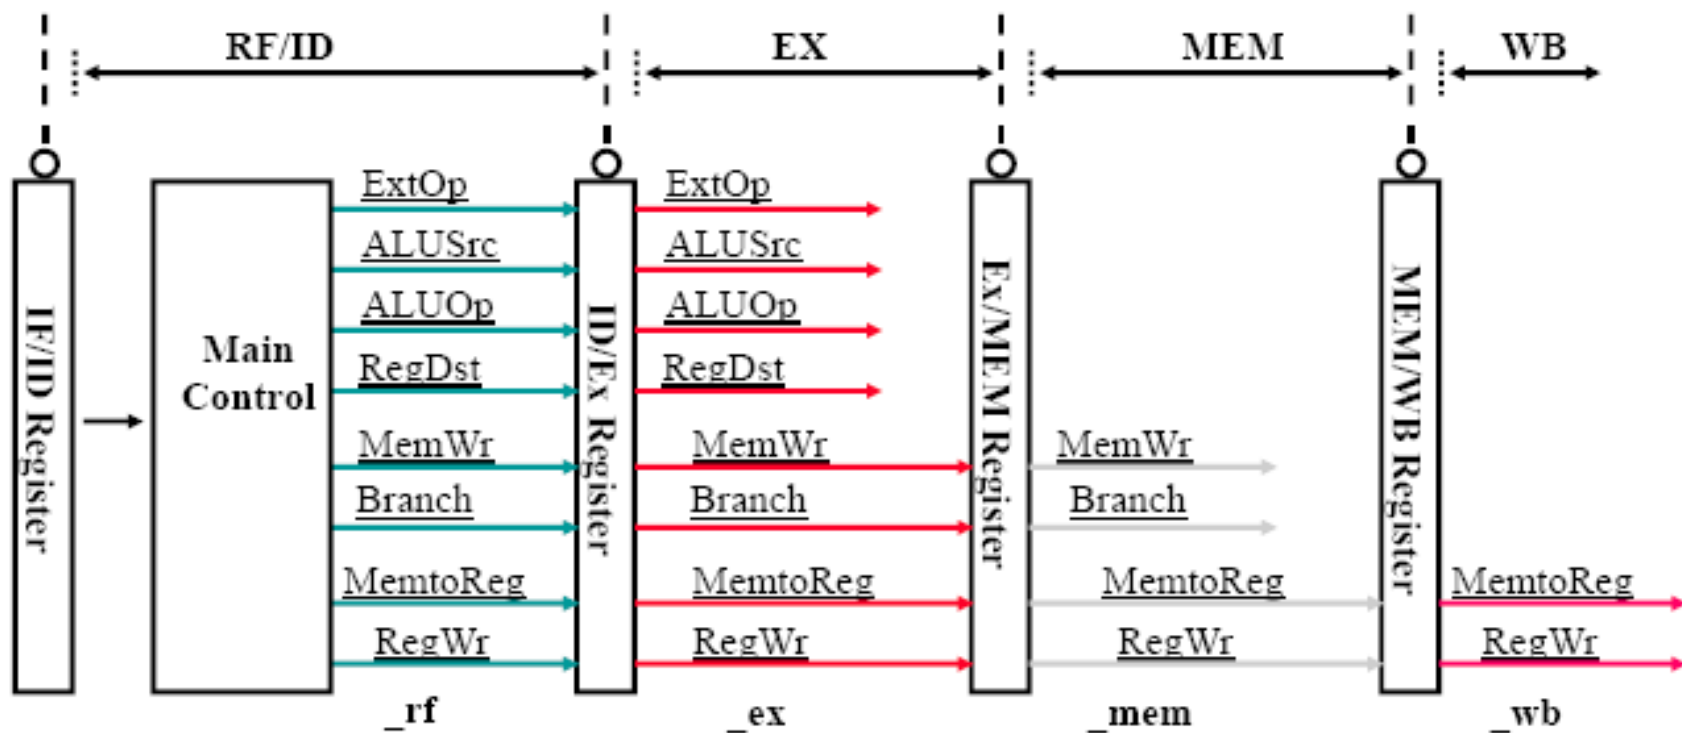 RF/ID
EX
MEM
WB
IF/ID Register
Main
Control
ExtOp
ALUSrc
ALUOp
RegDst
MemWr
Branch
MemtoReg
RegWr
_rf
ID/Ex Register
ExtOp
ALUSrc
ALUOp
RegDst
MemWr
Branch
MemtoReg
RegWr
_ex
Ex/MEM Register
MemWr
Branch
MemtoReg
RegWr
_mem
MEM/WB Register
MemtoReg
RegWr
_wb